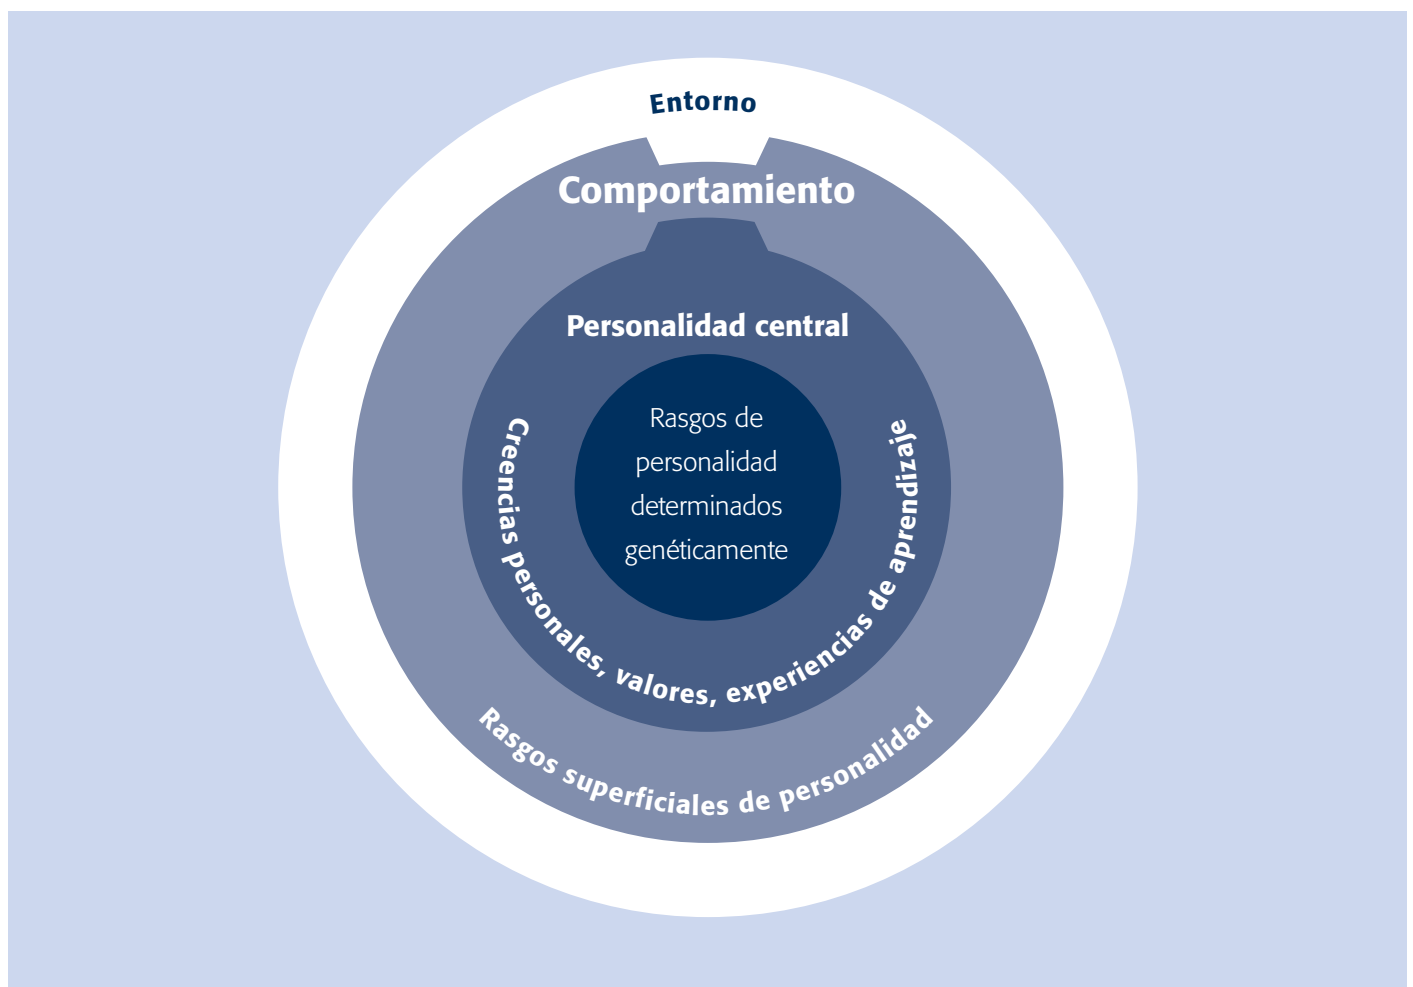 Entorno
Comportamiento
Personalidad central
Rasgos de
personalidad
determinados
genéticamente
Creencias personales, valores, experiencias de aprendizaje
Rasgos superficiales de personalidad